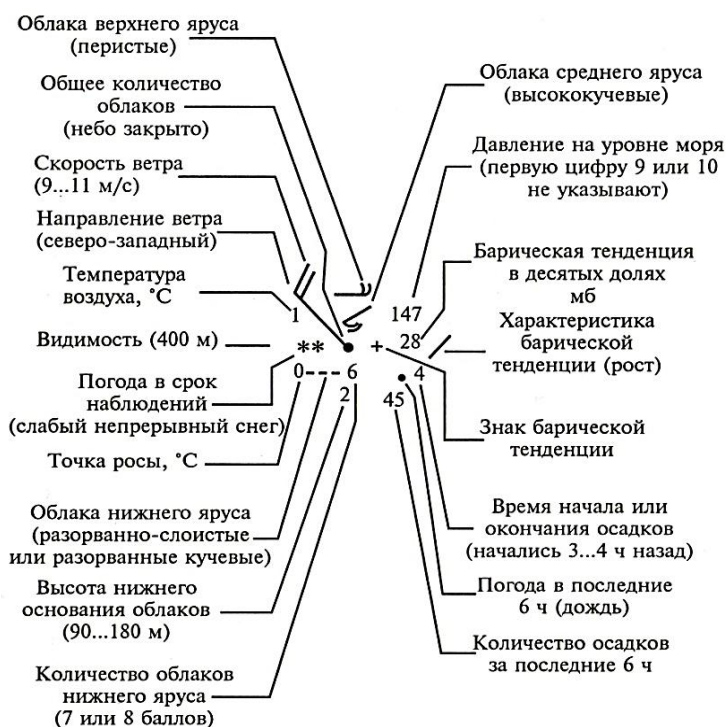 Облака верхнего яруса
(перистые)
Общее количество
облаков
(небо закрыто)
Скорость ветра
(9...11 м/с)
Направление ветра
(северо-западный)
Температура
воздуха, °С
Видимость (400 м)
Погода в срок
наблюдений
(слабый непрерывный снег)
Точка росы, °С
Облака нижнего яруса
(разорванно-слоистые
или разорванные кучевые)
Высота нижнего
основания облаков
(90...180 м)
Количество облаков
нижнего яруса
(7 или 8 баллов)
1
147
** + 28
0--- 6 4
2 45
Облака среднего яруса
(высококучевые)
Давление на уровне моря
(первую цифру 9 или 10
не указывают)
Барическая тенденция
в десятых долях
мб
Характеристика
барической
тенденции (рост)
Знак барической
тенденции
Время начала или
окончания осадков
(начались 3...4 ч назад)
Погода в последние
6 ч (дождь)
Количество осадков
за последние 6 ч